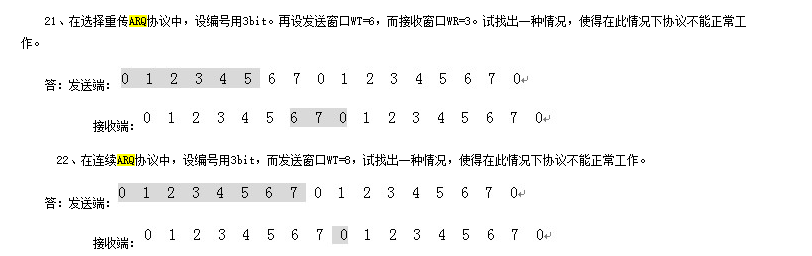 21、在选择重传ARQ协议中，设编号用3bit。再设发送窗口WT=6，而接收窗口WR=3。试找出一种情况，使得在此情况下协议不能正常工
作。
答：发送端：0 1 2 3 4 5 6 7 0 1 2 3 4 5 6 7 0
接收端：0 1 2 3 4 5 6 7 0 1 2 3 4 5 6 7 0
22、在连续ARQ协议中，设编号用3bit，而发送窗口WT=8，试找出一种情况，使得在此情况下协议不能正常工作。
答：发送端：0 1 2 3 4 5 6 7 0 1 2 3 4 5 6 7 0
接收端：0 1 2 3 4 5 6 7 0 1 2 3 4 5 6 7 0